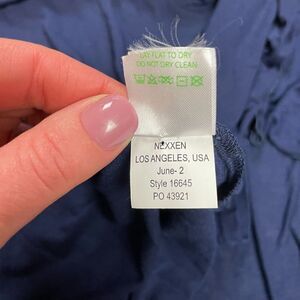 LAY FLAT TO DRY
DO NOT DRY CLEAN
NEXXEN
LOS ANGELES, USA
June- 2
Style 16645
PO 43921